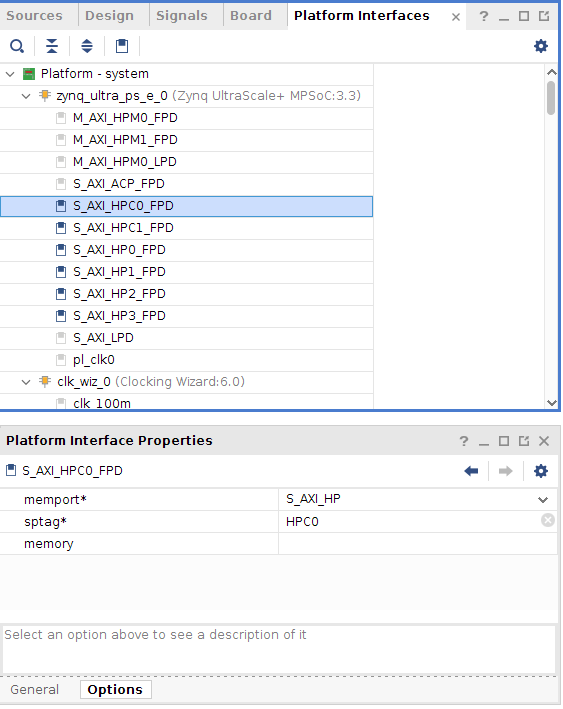 Sources Design Signals Board Platform Interfaces × ?
Platform - system
zynq_ultra_ps_e_0 (Zynq UltraScale+ MPSoC:3.3)
M_AXI_HPM0_FPD
M_AXI_HPM1_FPD
M_AXI_HPM0_LPD
S_AXI_ACP_FPD
S_AXI_HPC0_FPD
S_AXI_HPC1_FPD
S_AXI_HP0_FPD
S_AXI_HP1_FPD
S_AXI_HP2_FPD
S_AXI_HP3_FPD
S_AXI_LPD
pl_clk0
clk_wiz_0 (Clocking Wizard:6.0)
clk_100m
Platform Interface Properties ?
S_AXI_HPC0_FPD
memport* S_AXI_HP
sptag* HPC0
memory
Select an option above to see a description of it
General Options